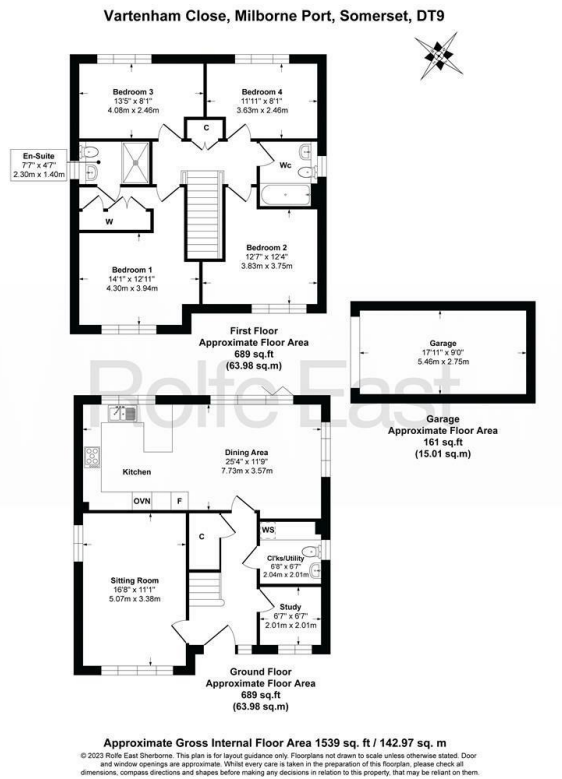 Vartenham Close, Milborne Port, Somerset, DT9
Bedroom 3
13'5" x 8'1"
4.08m x 2.46m
Bedroom 4
11'11" x 8'1"
3.63m x 2.46m
C
En-Suite
7'7" x 4'7"
2.30m x 1.40m
Wc
W
Bedroom 1
14'1" x 12'11"
4.30m x 3.94m
Bedroom 2
12'7" x 12'4"
3.83m x 3.75m
First Floor
Approximate Floor Area
689 sq.ft
(63.98 sq.m)
Garage
17'11" x 9'0"
5.46m x 2.75m
Garage
Approximate Floor Area
161 sq.ft
(15.01 sq.m)
Rolfe East
Kitchen
Dining Area
25'4" x 11'9"
7.73m x 3.57m
OVN
F
C
WS
Cl'ks/Utility
6'8" x 6'7"
2.04m x 2.01m
Sitting Room
16'8" x 11'1"
5.07m x 3.38m
Study
6'7" x 6'7"
2.01m x 2.01m
Ground Floor
Approximate Floor Area
689 sq.ft
(63.98 sq.m)
Approximate Gross Internal Floor Area 1539 sq. ft / 142.97 sq. m
© 2023 Rolfe East Sherborne. This plan is for layout guidance only. Floorplans not drawn to scale unless otherwise stated. Door
and window openings are approximate. Whilst every care is taken in the preparation of this floorplan, please check all
dimensions, compass directions and shapes before making any decisions in relation to this property, that may be reliant on them.